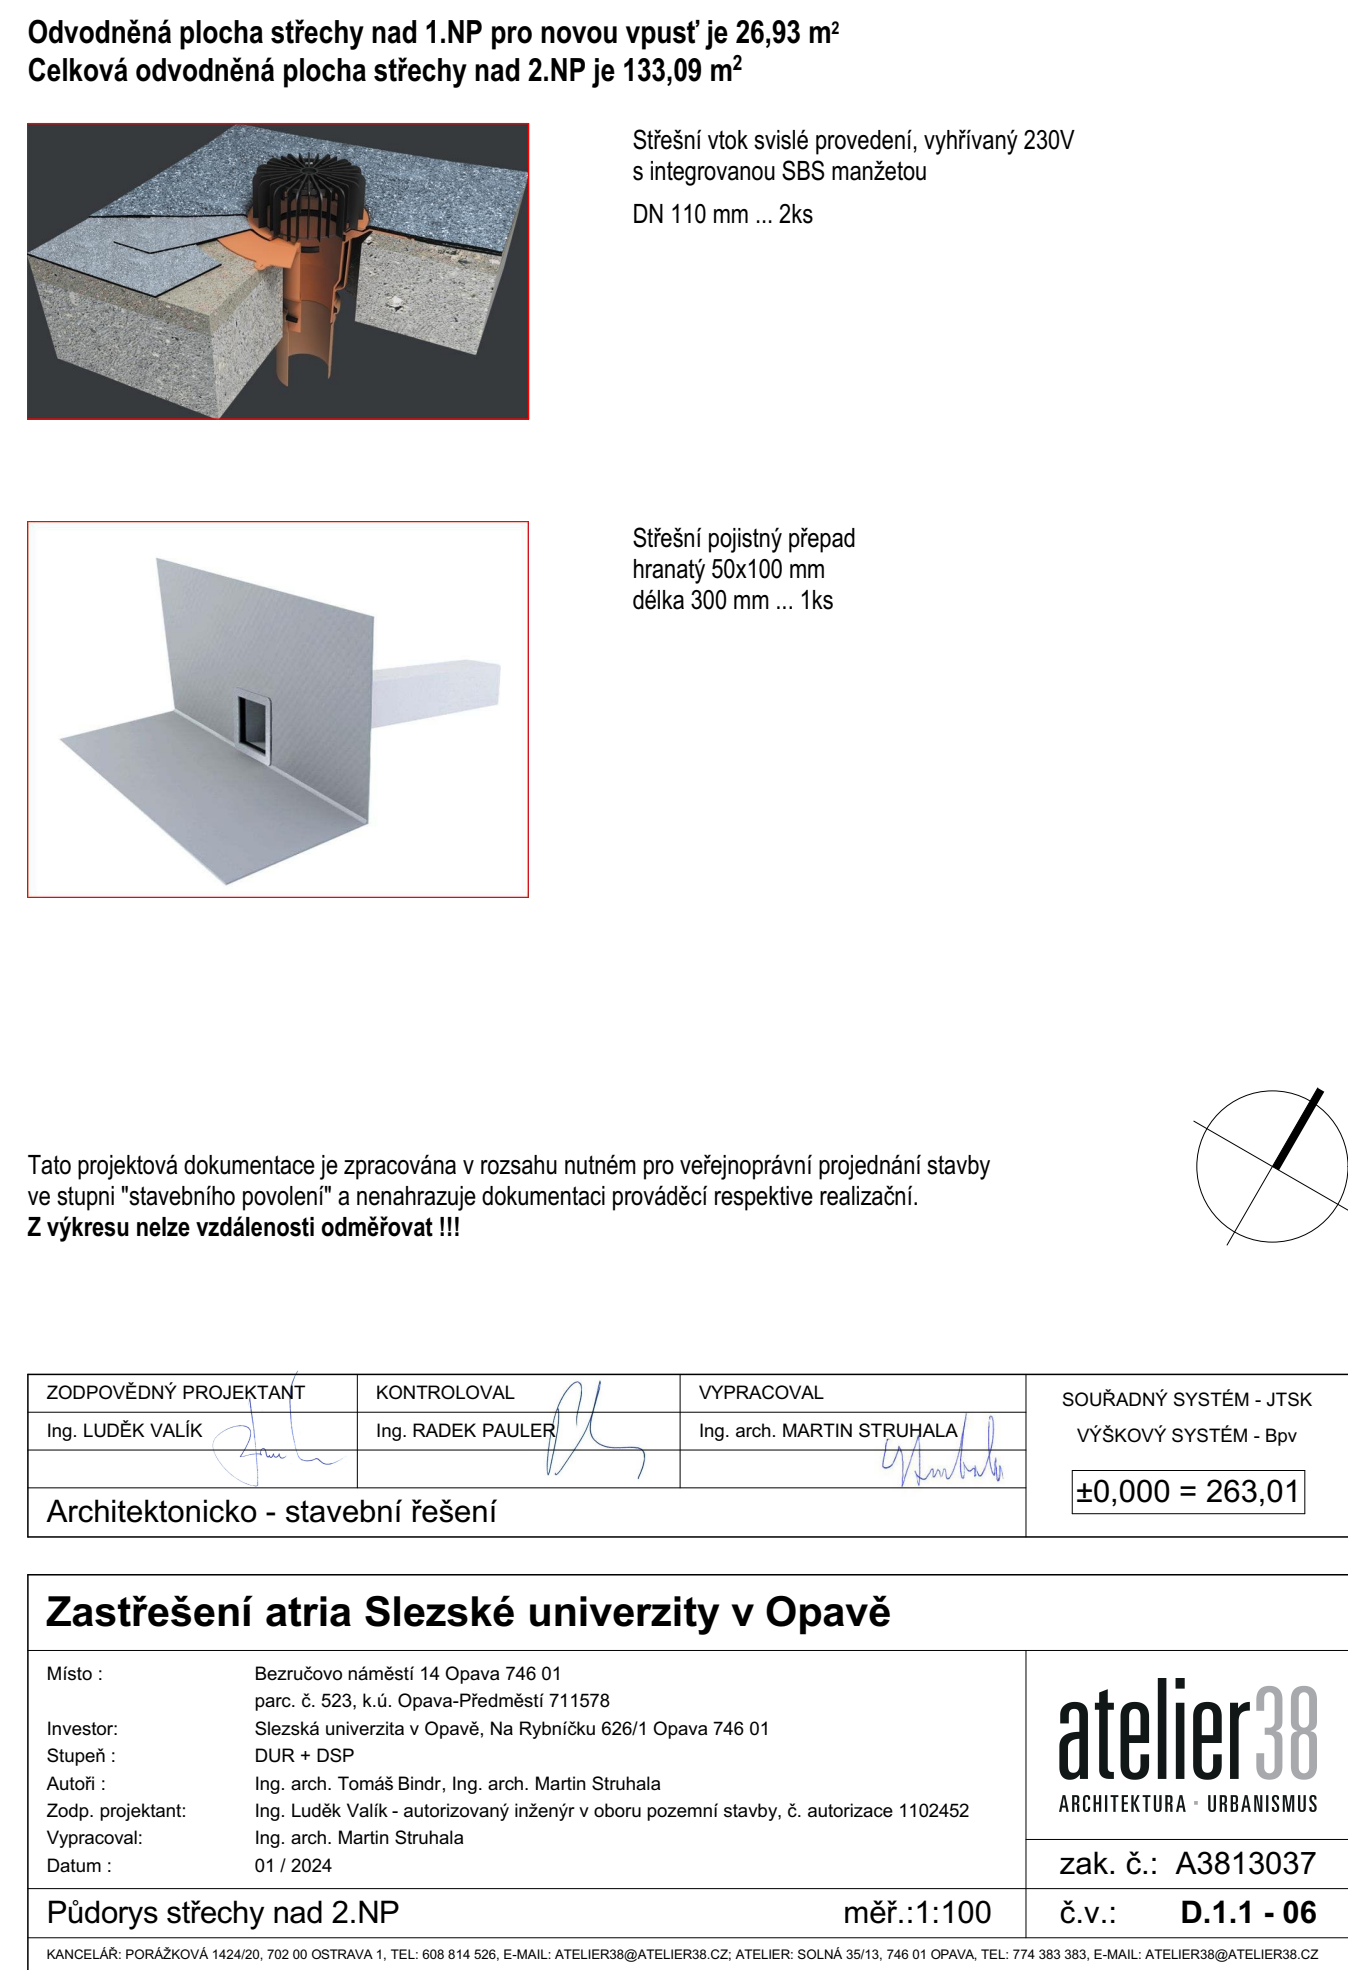 Odvodněná plocha střechy nad 1.NP pro novou vpusť je 26,93 m²
Celková odvodněná plocha střechy nad 2.NP je 133,09 m²
Střešní vtok svislé provedení, vyhřívaný 230V
s integrovanou SBS manžetou
DN 110 mm ... 2ks
Střešní pojistný přepad
hranatý 50x100 mm
délka 300 mm ... 1ks
Tato projektová dokumentace je zpracována v rozsahu nutném pro veřejnoprávní projednání stavby
ve stupni "stavebního povolení" a nenahrazuje dokumentaci prováděcí respektive realizační.
Z výkresu nelze vzdálenosti odměřovat !!!
ZODPOVĚDNÝ PROJEKTANT KONTROLOVAL VYPRACOVAL
Ing. LUDĚK VALÍK Ing. RADEK PAULER Ing. arch. MARTIN STRUHALA
SOUŘADNÝ SYSTÉM - JTSK
VÝŠKOVÝ SYSTÉM - Bpv
±0,000 = 263,01
Architektonicko - stavební řešení
Zastřešení atria Slezské univerzity v Opavě
Místo : Bezručovo náměstí 14 Opava 746 01
parc. č. 523, k.ú. Opava-Předměstí 711578
Investor: Slezská univerzita v Opavě, Na Rybníčku 626/1 Opava 746 01
Stupeň : DUR + DSP
Autoři : Ing. arch. Tomáš Bindr, Ing. arch. Martin Struhala
Zodp. projektant: Ing. Luděk Valík - autorizovaný inženýr v oboru pozemní stavby, č. autorizace 1102452
Vypracoval: Ing. arch. Martin Struhala
Datum : 01 / 2024
atelier38
ARCHITEKTURA URBANISMUS
zak. č.: A3813037
Půdorys střechy nad 2.NP měř.:1:100 č.v.: D.1.1 - 06
KANCELÁŘ: PORÁŽKOVÁ 1424/20, 702 00 OSTRAVA 1, TEL: 608 814 526, E-MAIL: ATELIER38@ATELIER38.CZ; ATELIER: SOLNÁ 35/13, 746 01 OPAVA, TEL: 774 383 383, E-MAIL: ATELIER38@ATELIER38.CZ